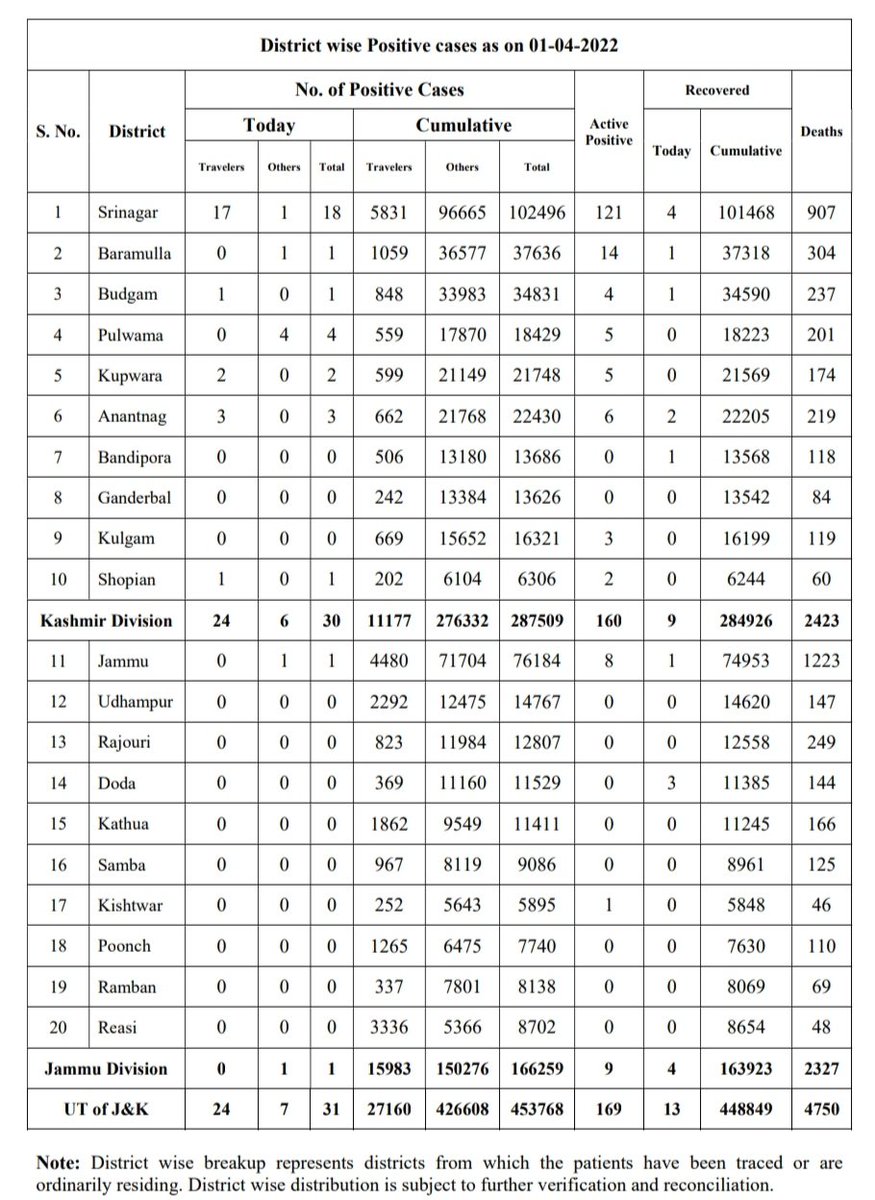 District wise Positive cases as on 01-04-2022
S. No. District No. of Positive Cases Active Positive Recovered Deaths
Today Cumulative Today Cumulative
Travelers Others Total Travelers Others Total
1 Srinagar 17 1 18 5831 96665 102496 121 4 101468 907
2 Baramulla 0 1 1 1059 36577 37636 14 1 37318 304
3 Budgam 1 0 1 848 33983 34831 4 1 34590 237
4 Pulwama 0 4 4 559 17870 18429 5 0 18223 201
5 Kupwara 2 0 2 599 21149 21748 5 0 21569 174
6 Anantnag 3 0 3 662 21768 22430 6 2 22205 219
7 Bandipora 0 0 0 506 13180 13686 0 1 13568 118
8 Ganderbal 0 0 0 242 13384 13626 0 0 13542 84
9 Kulgam 0 0 0 669 15652 16321 3 0 16199 119
10 Shopian 1 0 1 202 6104 6306 2 0 6244 60
Kashmir Division 24 6 30 11177 276332 287509 160 9 284926 2423
11 Jammu 0 1 1 4480 71704 76184 8 1 74953 1223
12 Udhampur 0 0 0 2292 12475 14767 0 0 14620 147
13 Rajouri 0 0 0 823 11984 12807 0 0 12558 249
14 Doda 0 0 0 369 11160 11529 0 3 11385 144
15 Kathua 0 0 0 1862 9549 11411 0 0 11245 166
16 Samba 0 0 0 967 8119 9086 0 0 8961 125
17 Kishtwar 0 0 0 252 5643 5895 1 0 5848 46
18 Poonch 0 0 0 1265 6475 7740 0 0 7630 110
19 Ramban 0 0 0 337 7801 8138 0 0 8069 69
20 Reasi 0 0 0 3336 5366 8702 0 0 8654 48
Jammu Division 0 1 1 15983 150276 166259 9 4 163923 2327
UT of J&K 24 7 31 27160 426608 453768 169 13 448849 4750
Note: District wise breakup represents districts from which the patients have been traced or are
ordinarily residing. District wise distribution is subject to further verification and reconciliation.